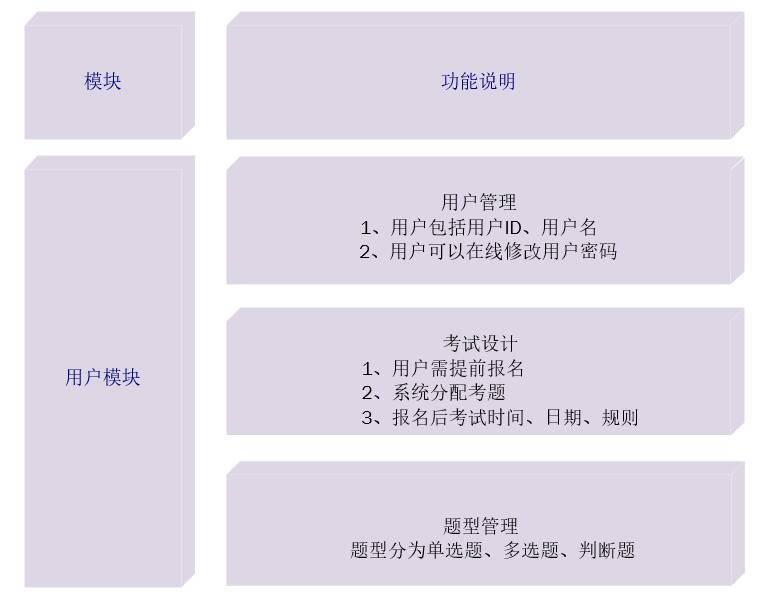 模块
功能说明
用户模块
用户管理
1、用户包括用户ID、用户名
2、用户可以在线修改用户密码
考试设计
1、用户需提前报名
2、系统分配考题
3、报名后考试时间、日期、规则
题型管理
题型分为单选题、多选题、判断题